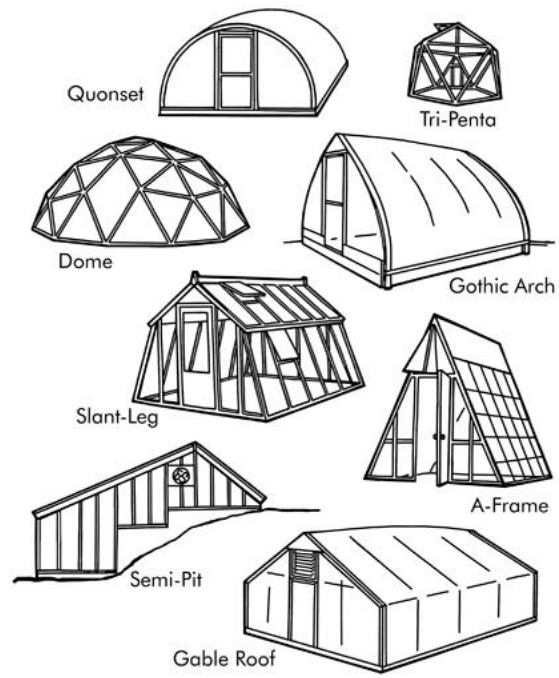 Quonset
Tri-Penta
Dome
Gothic Arch
Slant-Leg
A-Frame
Semi-Pit
Gable Roof